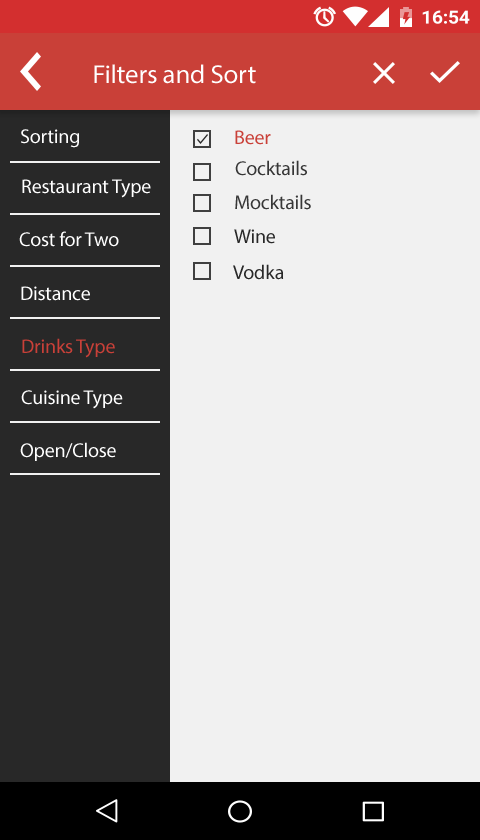 16:54
Filters and Sort
Sorting
Restaurant Type
Cost for Two
Distance
Drinks Type
Cuisine Type
Open/Close
Beer
Cocktails
Mocktails
Wine
Vodka